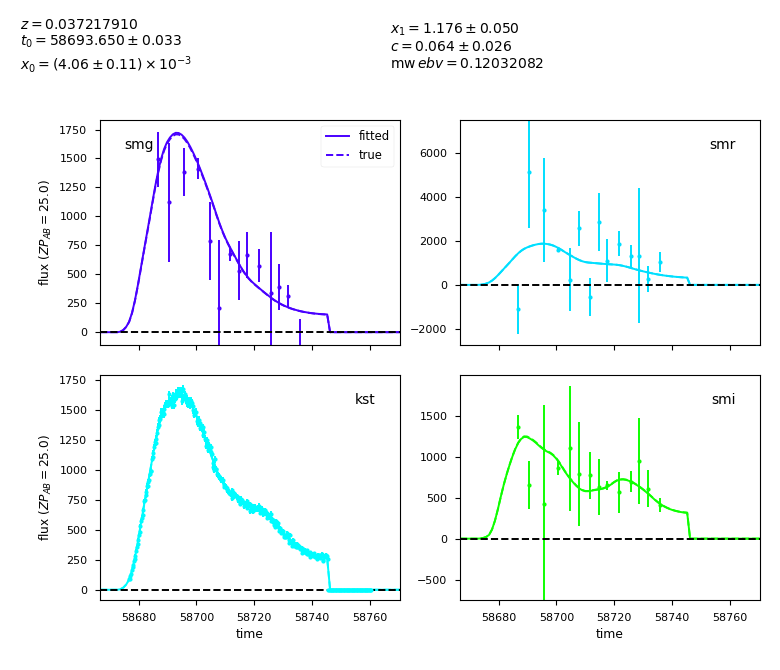 z = 0.037217910
t₀ = 58693.650 ± 0.033
x₀ = (4.06 ± 0.11) × 10⁻³
x₁ = 1.176 ± 0.050
c = 0.064 ± 0.026
mw ebv = 0.12032082
smg
fitted
true
1750
1500
1250
1000
750
500
250
0
flux (ZP_AB = 25.0)
smr
6000
4000
2000
0
−2000
kst
1750
1500
1250
1000
750
500
250
0
flux (ZP_AB = 25.0)
58680 58700 58720 58740 58760
time
smi
1500
1000
500
0
−500
58680 58700 58720 58740 58760
time